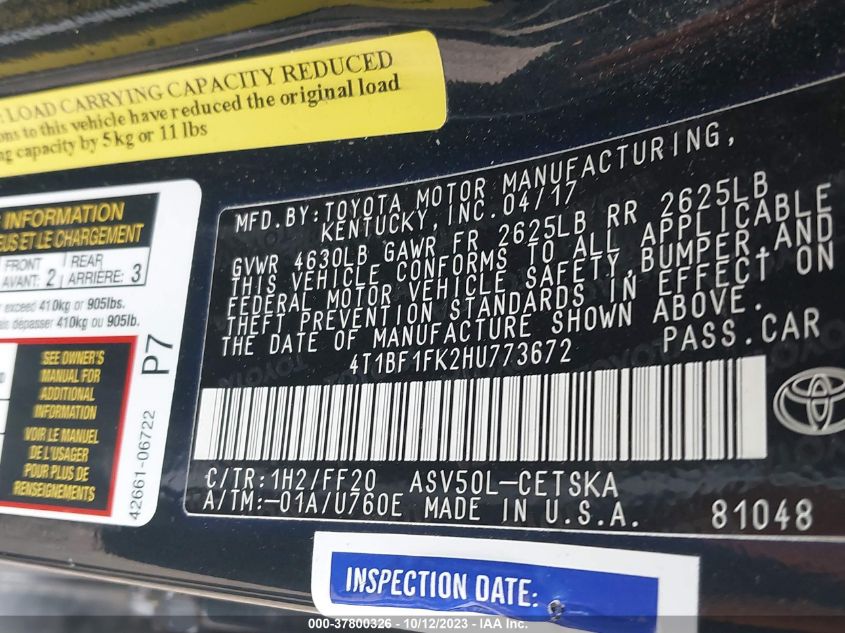 : LOAD CARRYING CAPACITY REDUCED
ons to this vehicle have reduced the original load
ng capacity by 5 kg or 11 lbs
INFORMATION
EUS ET LE CHARGEMENT
FRONT
AVANT: 2
REAR
ARRIÈRE: 3
r exceed 410kg or 905lbs.
ais dépasser 410kg ou 905lb.
SEE OWNER'S
MANUAL FOR
ADDITIONAL
INFORMATION
VOIR LE MANUEL
DE L'USAGER
POUR PLUS DE
RENSEIGNEMENTS
P7
42661-06722
MFD. BY: TOYOTA MOTOR MANUFACTURING,
KENTUCKY, INC. 04/17
GVWR 4630LB GAWR FR 2625LB RR 2625LB
THIS VEHICLE CONFORMS TO ALL APPLICABLE
FEDERAL MOTOR VEHICLE SAFETY, BUMPER, AND
THEFT PREVENTION STANDARDS IN EFFECT ON
THE DATE OF MANUFACTURE SHOWN ABOVE.
4T1BF1FK2HU773672 PASS.CAR
C/TR: 1H2/FF20 ASV50L-CETSKA
A/TM:-01A/U760E MADE IN U.S.A. 81048
INSPECTION DATE:
000-37800326 - 10/12/2023 - IAA Inc.